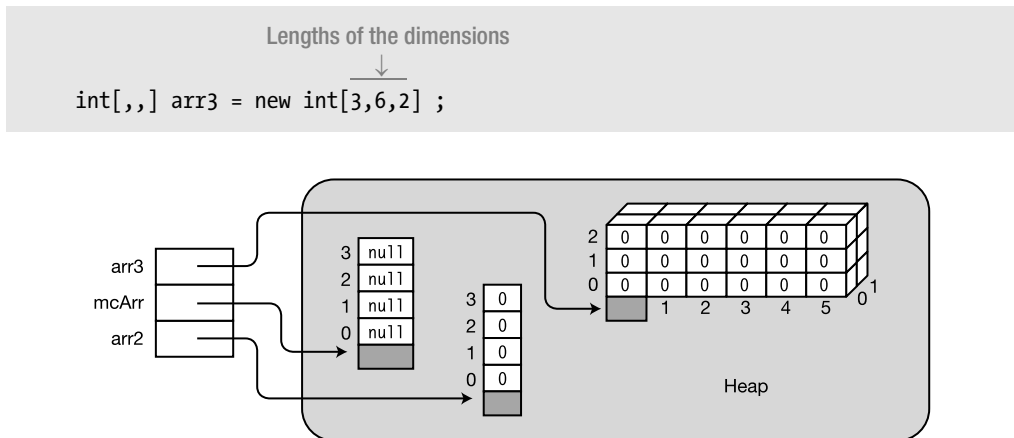 Lengths of the dimensions
↓
int[,,] arr3 = new int[3,6,2] ;
arr3
mcArr
arr2
3 null
2 null
1 null
0 null
3 0
2 0
1 0
0 0
2 0 0 0 0 0 0
1 0 0 0 0 0 0
0 0 0 0 0 0 0
1 2 3 4 5 0 1
Heap